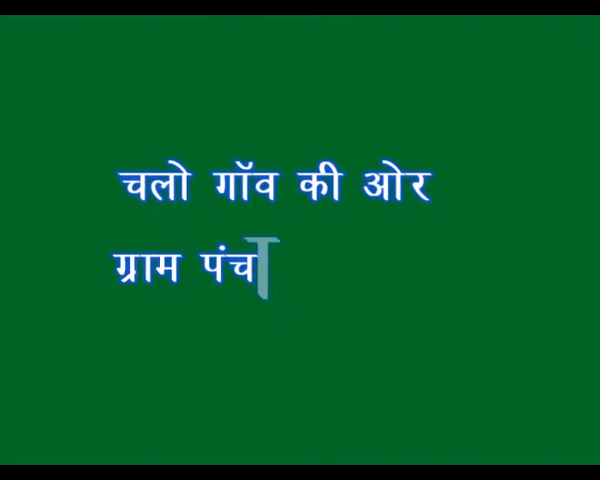 चलो गॉव की ओर
ग्राम पंचा